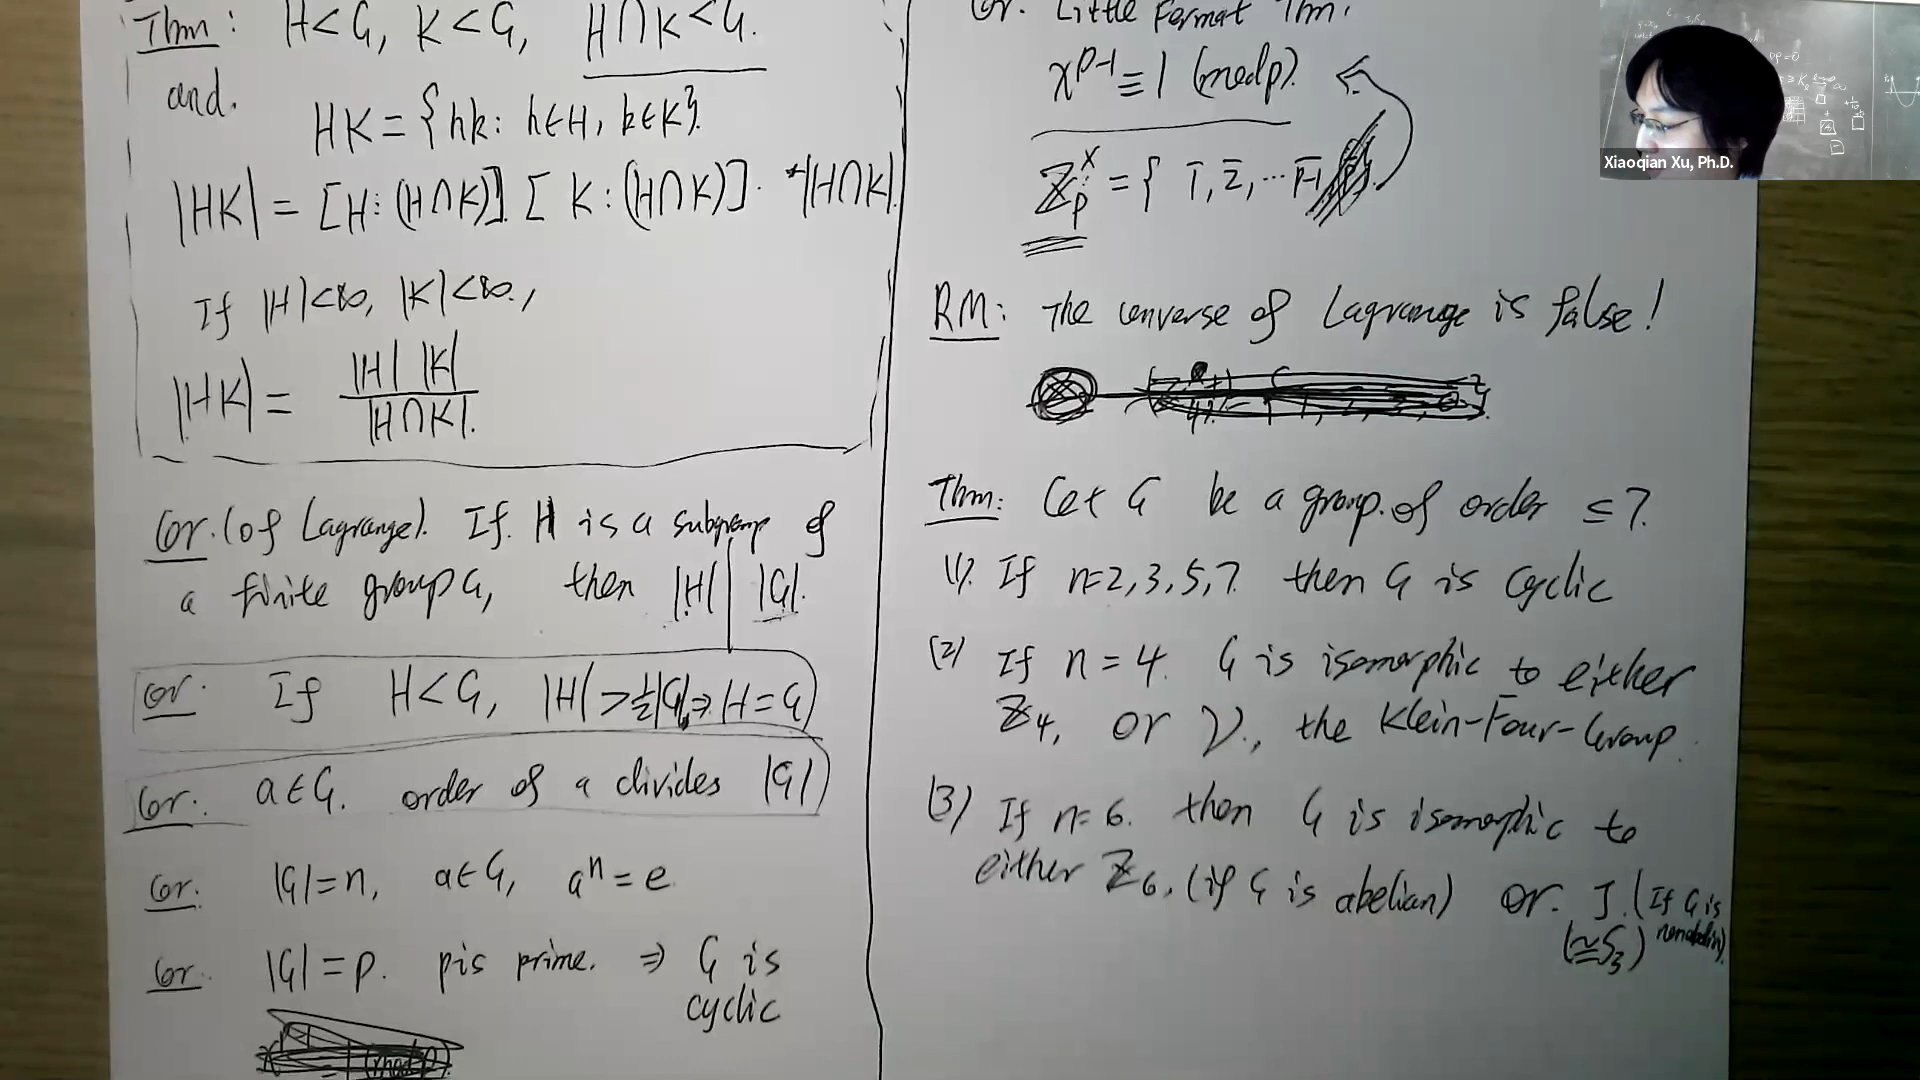 Thm: H<G, K<G, H∩K<G.
and.
HK={hk: h∈H, k∈K}.
|HK| = [H:(H∩K)] [K:(H∩K)]. *|H∩K|.
If |H|<∞, |K|<∞,
|HK| = |H| |K|
|H∩K|.
Cor. (of Lagrange). If. H is a subgroup of
a finite group G, then |H| | |G|.
Cor. If H<G, |H|>½|G| ⇒ H=G
Cor. a∈G. order of a divides |G|
Cor. |G|=n, a∈G, aⁿ=e
Cor. |G|=p. p is prime. ⇒ G is
cyclic
Cor. Little Fermat Thm.
x^{p-1}≡1 (mod p).
ℤ_p^× = { 1̄, 2̄, ... p-1
RM: The converse of Lagrange is false!
Thm: Let G be a group. of order ≤7.
(1). If n=2,3,5,7. then G is cyclic
(2) If n=4. G is isomorphic to either
ℤ₄, or V., the Klein-Four-Group.
(3) If n=6. then G is isomorphic to
either ℤ₆, (if G is abelian) or. J. (If G is
nonabelian).
(≅S₃)
Xiaoqian Xu, Ph.D.